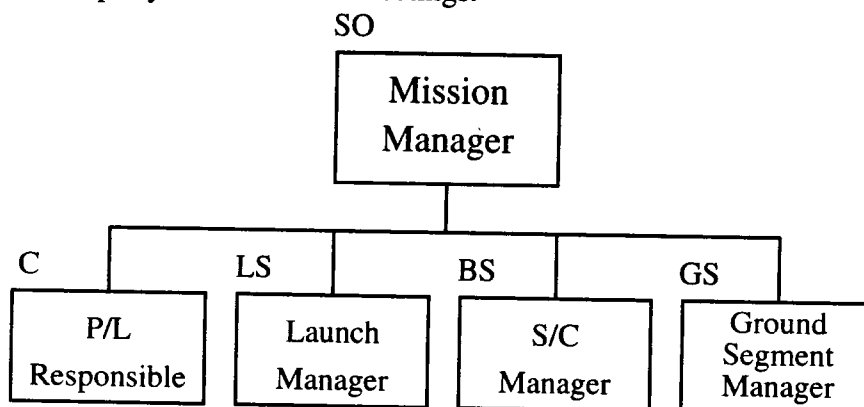 SO
Mission
Manager
C
LS
BS
GS
P/L
Responsible
Launch
Manager
S/C
Manager
Ground
Segment
Manager